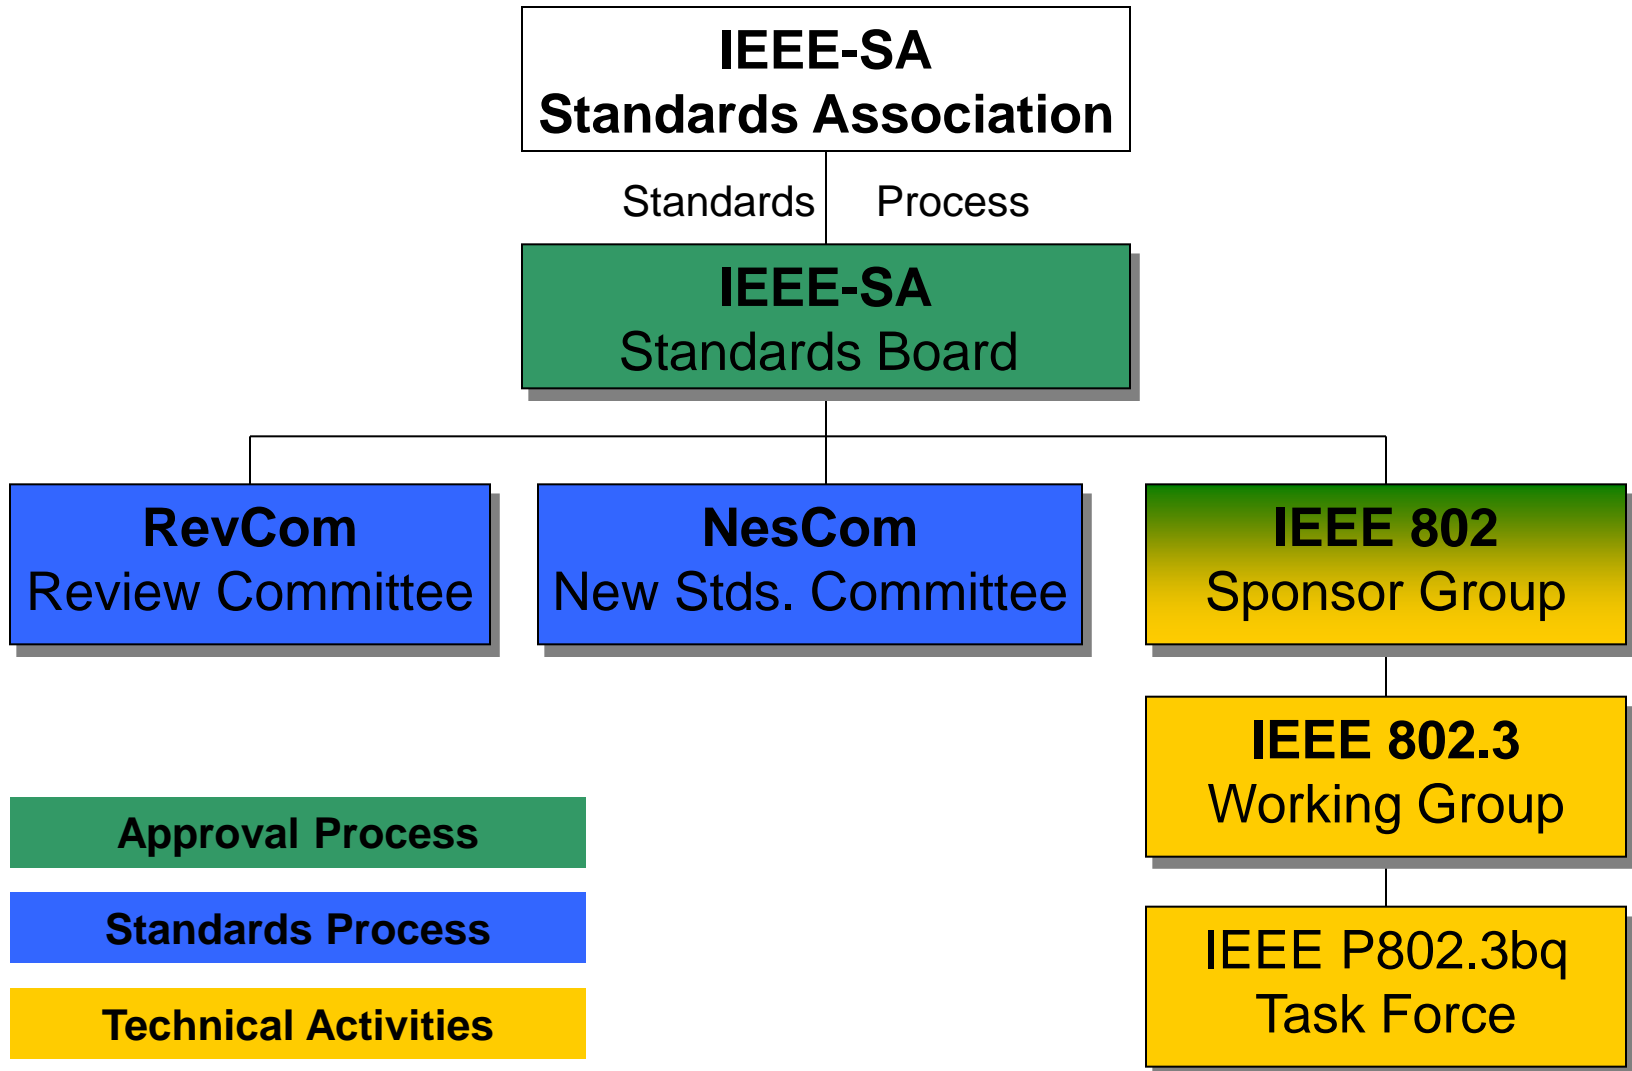 IEEE-SA
Standards Association
Standards Process
IEEE-SA
Standards Board
RevCom
Review Committee
NesCom
New Stds. Committee
IEEE 802
Sponsor Group
IEEE 802.3
Working Group
IEEE P802.3bq
Task Force
Approval Process
Standards Process
Technical Activities